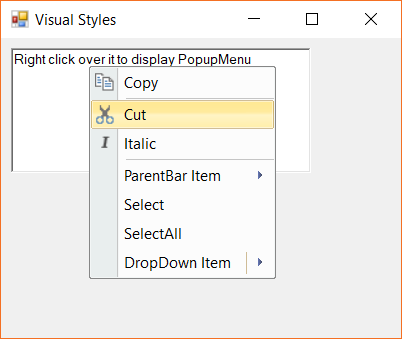 Visual Styles
Right click over it to display PopupMenu
Copy
Cut
I Italic
ParentBar Item
Select
SelectAll
DropDown Item